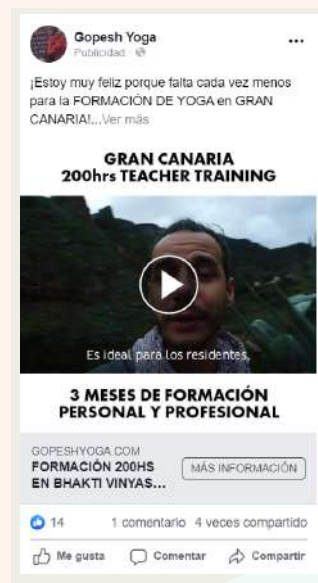 Gopesh Yoga
Publicidad
¡Estoy muy feliz porque falta cada vez menos
para la FORMACIÓN DE YOGA en GRAN
CANARIA!...Ver más
GRAN CANARIA
200hrs TEACHER TRAINING
Es ideal para los residentes,
3 MESES DE FORMACIÓN
PERSONAL Y PROFESIONAL
GOPESHYOGA.COM
FORMACIÓN 200HS
EN BHAKTI VINYAS...
MÁS INFORMACIÓN
14
1 comentario 4 veces compartido
Me gusta Comentar Compartir